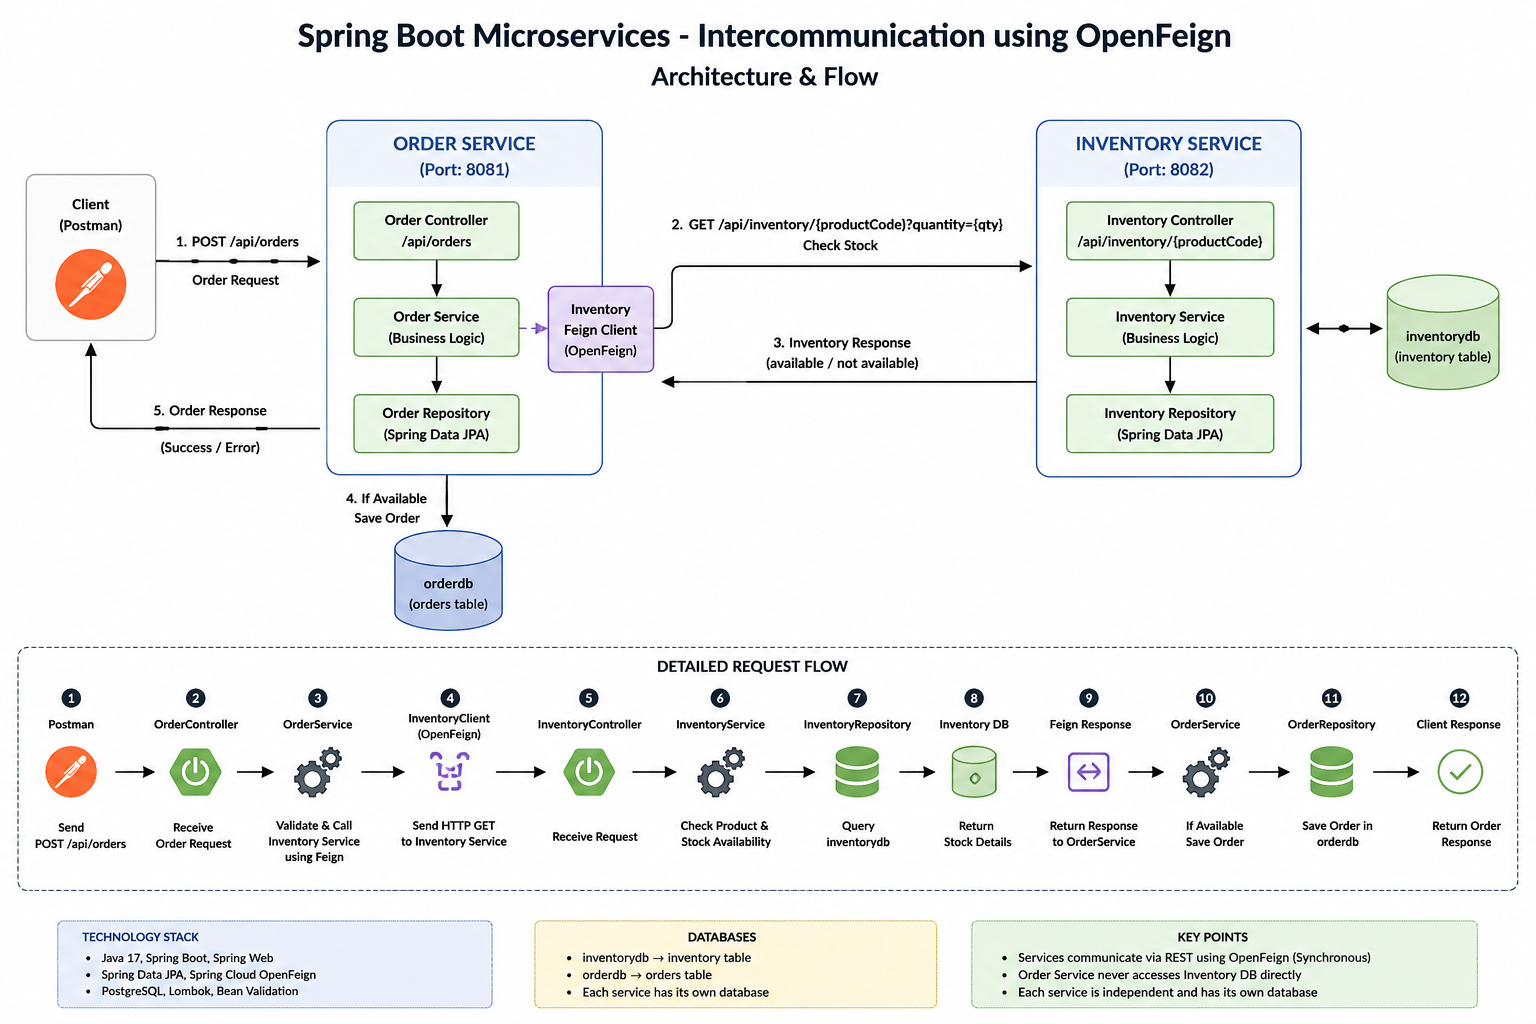 Spring Boot Microservices - Intercommunication using OpenFeign
Architecture & Flow
Client
(Postman)
1. POST /api/orders
Order Request
5. Order Response
(Success / Error)
ORDER SERVICE
(Port: 8081)
Order Controller
/api/orders
Order Service
(Business Logic)
Order Repository
(Spring Data JPA)
Inventory
Feign Client
(OpenFeign)
4. If Available
Save Order
orderdb
(orders table)
2. GET /api/inventory/{productCode)?quantity={qty}
Check Stock
3. Inventory Response
(available / not available)
INVENTORY SERVICE
(Port: 8082)
Inventory Controller
/api/inventory/{productCode}
Inventory Service
(Business Logic)
Inventory Repository
(Spring Data JPA)
inventorydb
(inventory table)
DETAILED REQUEST FLOW
1
Postman
Send
POST /api/orders
2
OrderController
Receive
Order Request
3
OrderService
Validate & Call
Inventory Service
using Feign
4
InventoryClient
(OpenFeign)
Send HTTP GET
to Inventory Service
5
InventoryController
Receive Request
6
InventoryService
Check Product &
Stock Availability
7
InventoryRepository
Query
inventorydb
8
Inventory DB
Return
Stock Details
9
Feign Response
Return Response
to OrderService
10
OrderService
If Available
Save Order
11
OrderRepository
Save Order in
orderdb
12
Client Response
Return Order
Response
TECHNOLOGY STACK
• Java 17, Spring Boot, Spring Web
• Spring Data JPA, Spring Cloud OpenFeign
• PostgreSQL, Lombok, Bean Validation
DATABASES
• inventorydb → inventory table
• orderdb → orders table
• Each service has its own database
KEY POINTS
• Services communicate via REST using OpenFeign (Synchronous)
• Order Service never accesses Inventory DB directly
• Each service is independent and has its own database